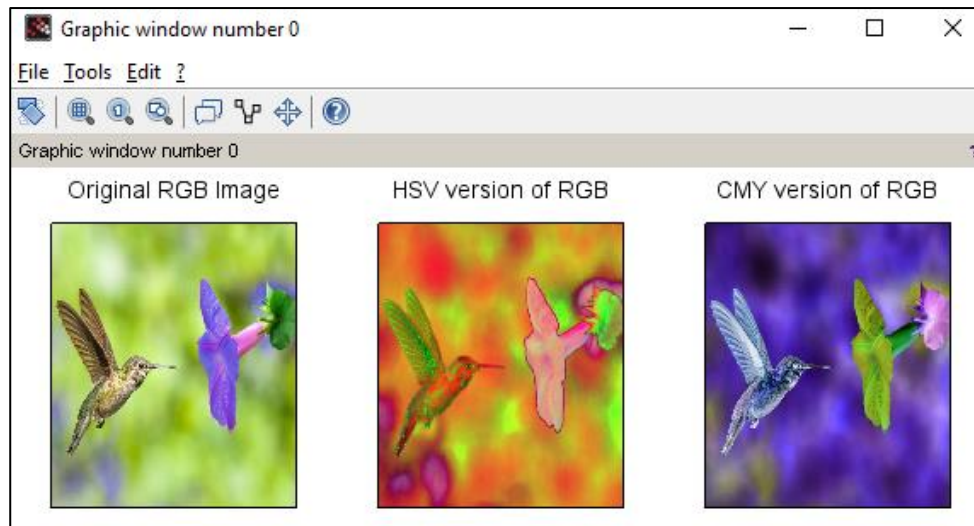 Graphic window number 0
File Tools Edit ?
Graphic window number 0
Original RGB Image
HSV version of RGB
CMY version of RGB